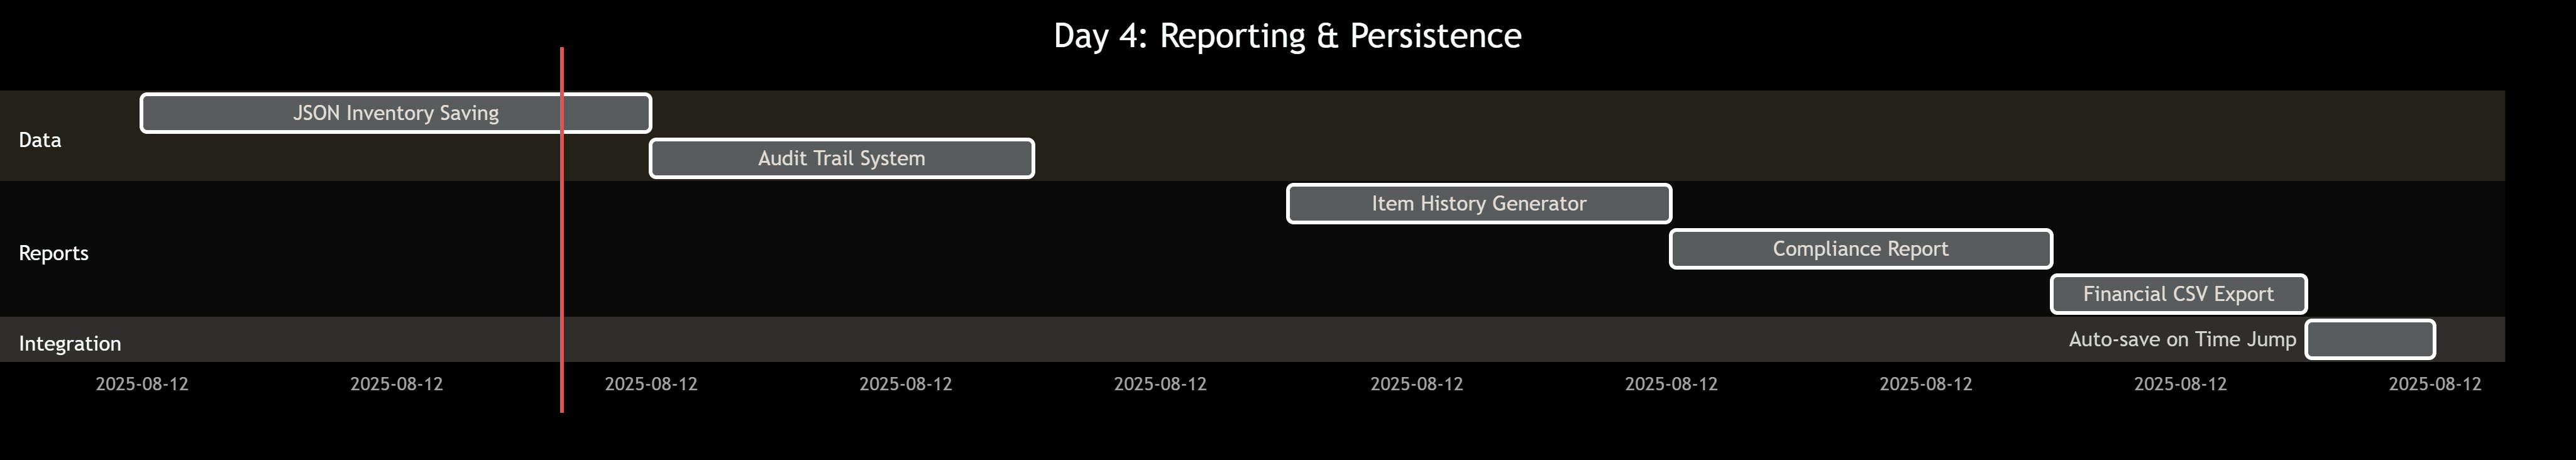 Day 4: Reporting & Persistence
Data
JSON Inventory Saving
Audit Trail System
Reports
Item History Generator
Compliance Report
Financial CSV Export
Integration
Auto-save on Time Jump
2025-08-12 2025-08-12 2025-08-12 2025-08-12 2025-08-12 2025-08-12 2025-08-12 2025-08-12 2025-08-12 2025-08-12